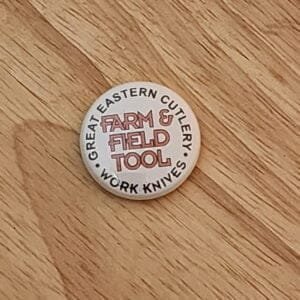 • GREAT EASTERN CUTLERY •
FARM &
FIELD
TOOL
WORK KNIVES